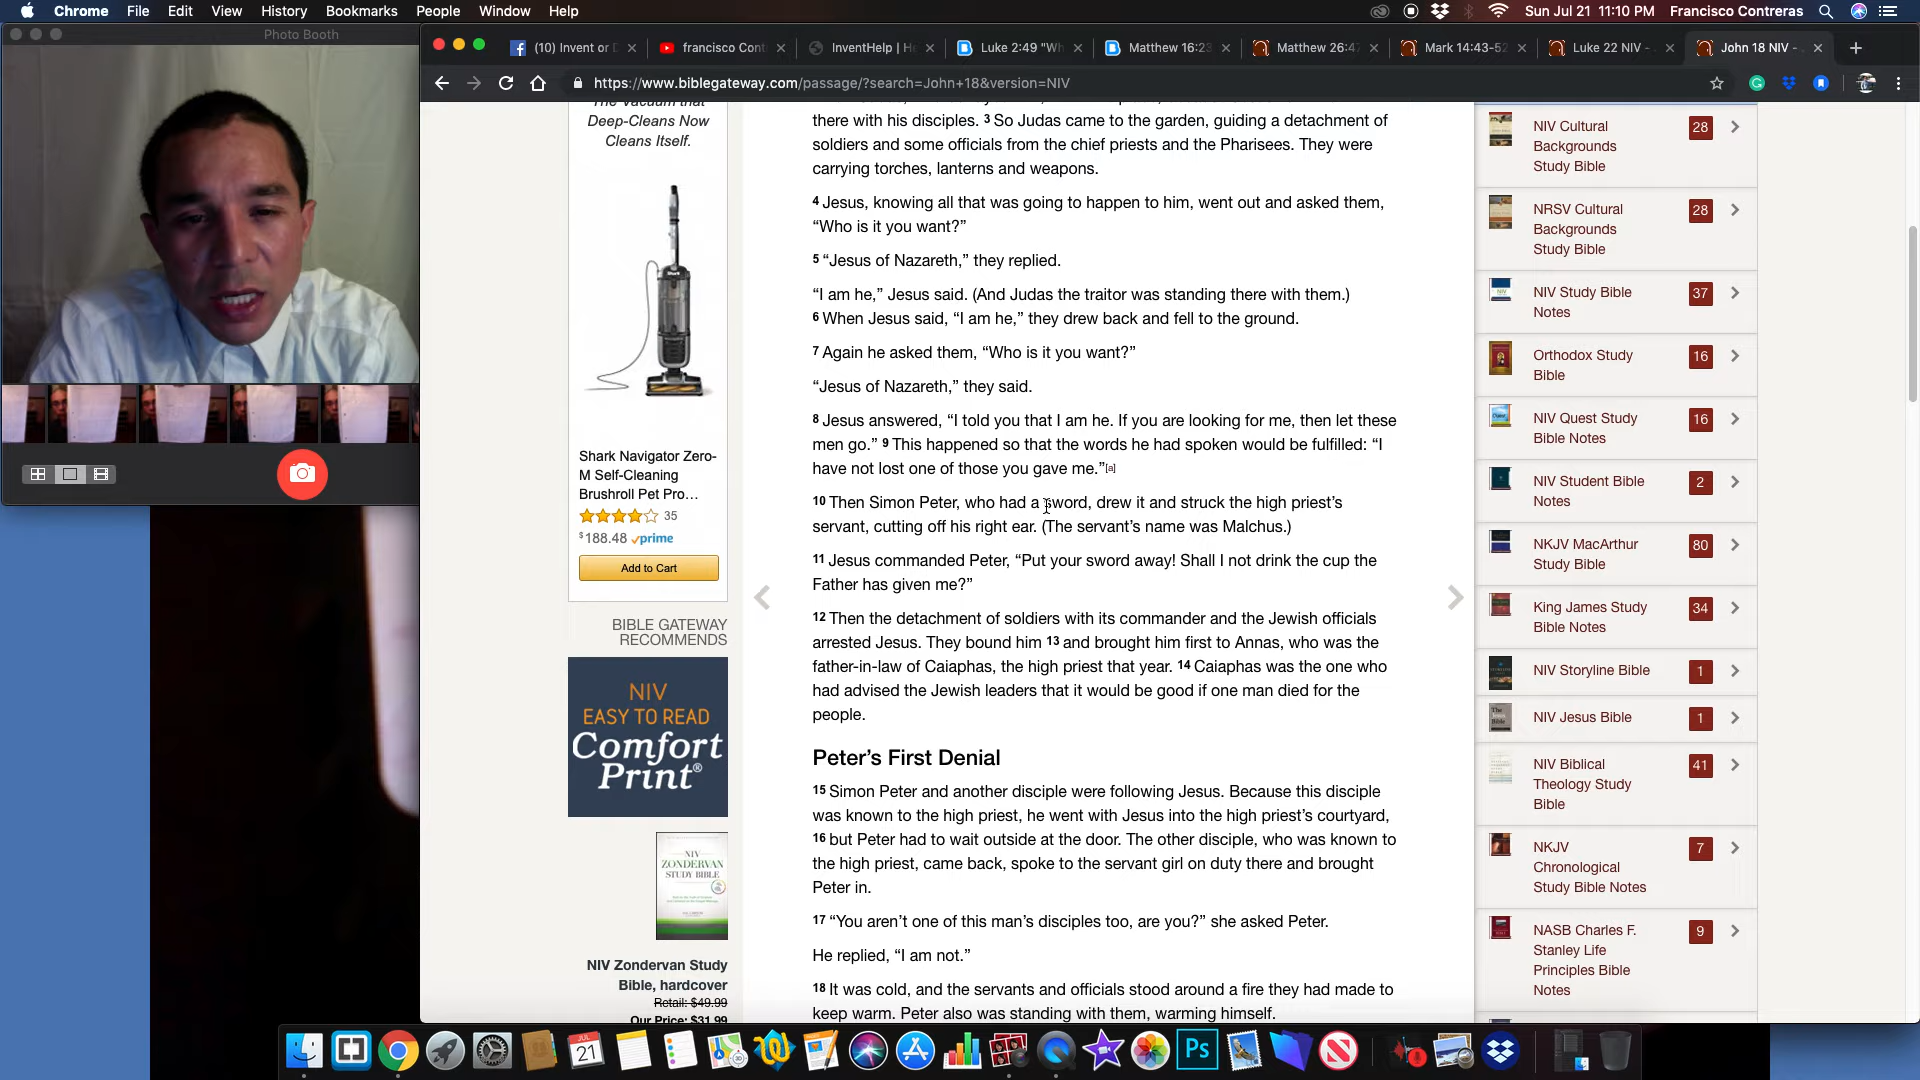 Chrome File Edit View History Bookmarks People Window Help
Sun Jul 21 11:10 PM Francisco Contreras
Photo Booth
(10) Invent or D
francisco Cont
InventHelp | He
Luke 2:49 "Wh
Matthew 16:23
Matthew 26:47
Mark 14:43-52
Luke 22 NIV -
John 18 NIV -
https://www.biblegateway.com/passage/?search=John+18&version=NIV
The Vacuum that
Deep-Cleans Now
Cleans Itself.
Shark Navigator Zero-
M Self-Cleaning
Brushroll Pet Pro…
35
$188.48 prime
Add to Cart
BIBLE GATEWAY
RECOMMENDS
NIV
EASY TO READ
Comfort
Print®
NIV
ZONDERVAN
STUDY BIBLE
NIV Zondervan Study
Bible, hardcover
Retail: $49.99
Our Price: $31.99
there with his disciples. 3 So Judas came to the garden, guiding a detachment of
soldiers and some officials from the chief priests and the Pharisees. They were
carrying torches, lanterns and weapons.
4 Jesus, knowing all that was going to happen to him, went out and asked them,
“Who is it you want?”
5 “Jesus of Nazareth,” they replied.
“I am he,” Jesus said. (And Judas the traitor was standing there with them.)
6 When Jesus said, “I am he,” they drew back and fell to the ground.
7 Again he asked them, “Who is it you want?”
“Jesus of Nazareth,” they said.
8 Jesus answered, “I told you that I am he. If you are looking for me, then let these
men go.” 9 This happened so that the words he had spoken would be fulfilled: “I
have not lost one of those you gave me.”[a]
10 Then Simon Peter, who had a sword, drew it and struck the high priest’s
servant, cutting off his right ear. (The servant’s name was Malchus.)
11 Jesus commanded Peter, “Put your sword away! Shall I not drink the cup the
Father has given me?”
12 Then the detachment of soldiers with its commander and the Jewish officials
arrested Jesus. They bound him 13 and brought him first to Annas, who was the
father-in-law of Caiaphas, the high priest that year. 14 Caiaphas was the one who
had advised the Jewish leaders that it would be good if one man died for the
people.
Peter’s First Denial
15 Simon Peter and another disciple were following Jesus. Because this disciple
was known to the high priest, he went with Jesus into the high priest’s courtyard,
16 but Peter had to wait outside at the door. The other disciple, who was known to
the high priest, came back, spoke to the servant girl on duty there and brought
Peter in.
17 “You aren’t one of this man’s disciples too, are you?” she asked Peter.
He replied, “I am not.”
18 It was cold, and the servants and officials stood around a fire they had made to
keep warm. Peter also was standing with them, warming himself.
NIV Cultural 28
Backgrounds
Study Bible
NRSV Cultural 28
Backgrounds
Study Bible
NIV Study Bible 37
Notes
Orthodox Study 16
Bible
NIV Quest Study 16
Bible Notes
NIV Student Bible 2
Notes
NKJV MacArthur 80
Study Bible
King James Study 34
Bible Notes
NIV Storyline Bible 1
NIV Jesus Bible 1
NIV Biblical 41
Theology Study
Bible
NKJV 7
Chronological
Study Bible Notes
NASB Charles F. 9
Stanley Life
Principles Bible
Notes
JUL
21
Ps